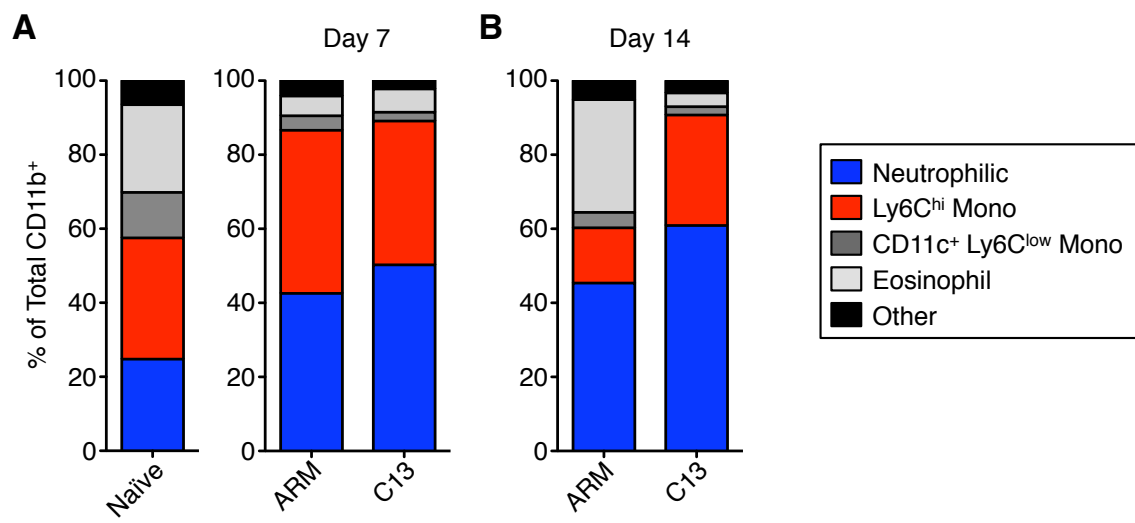 A
Day 7
B
Day 14
% of Total CD11b⁺
100
80
60
40
20
0
Naïve
100
80
60
40
20
0
ARM
C13
100
80
60
40
20
0
ARM
C13
Neutrophilic
Ly6Cʰⁱ Mono
CD11c⁺ Ly6Cˡᵒʷ Mono
Eosinophil
Other